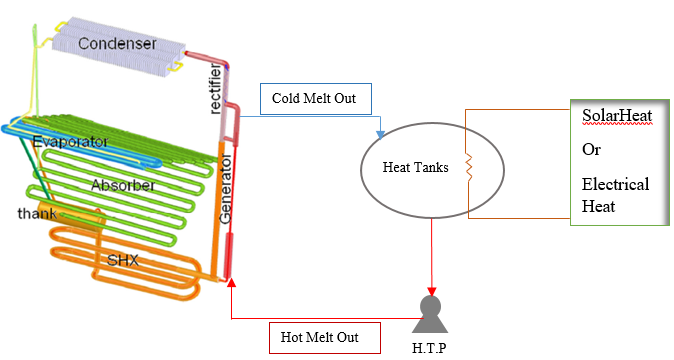 Condenser
rectifier
Cold Melt Out
SolarHeat
Or
Electrical
Heat
Evaporator
Heat Tanks
Absorber
Generator
thank
SHX
Hot Melt Out
H.T.P